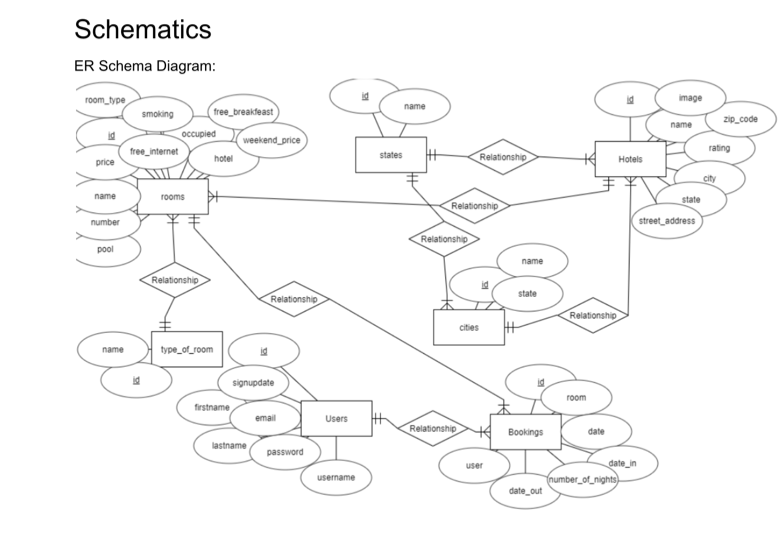 Schematics
ER Schema Diagram:
room_type
smoking
free_breakfeast
id
occupied
weekend_price
price
free_internet
hotel
name
rooms
number
pool
id
name
states
Relationship
id
image
name
zip_code
Hotels
rating
city
state
street_address
Relationship
Relationship
Relationship
Relationship
name
id
state
cities
Relationship
name
type_of_room
id
id
signupdate
firstname
email
Users
lastname
password
username
Relationship
id
room
Bookings
date
user
date_in
number_of_nights
date_out